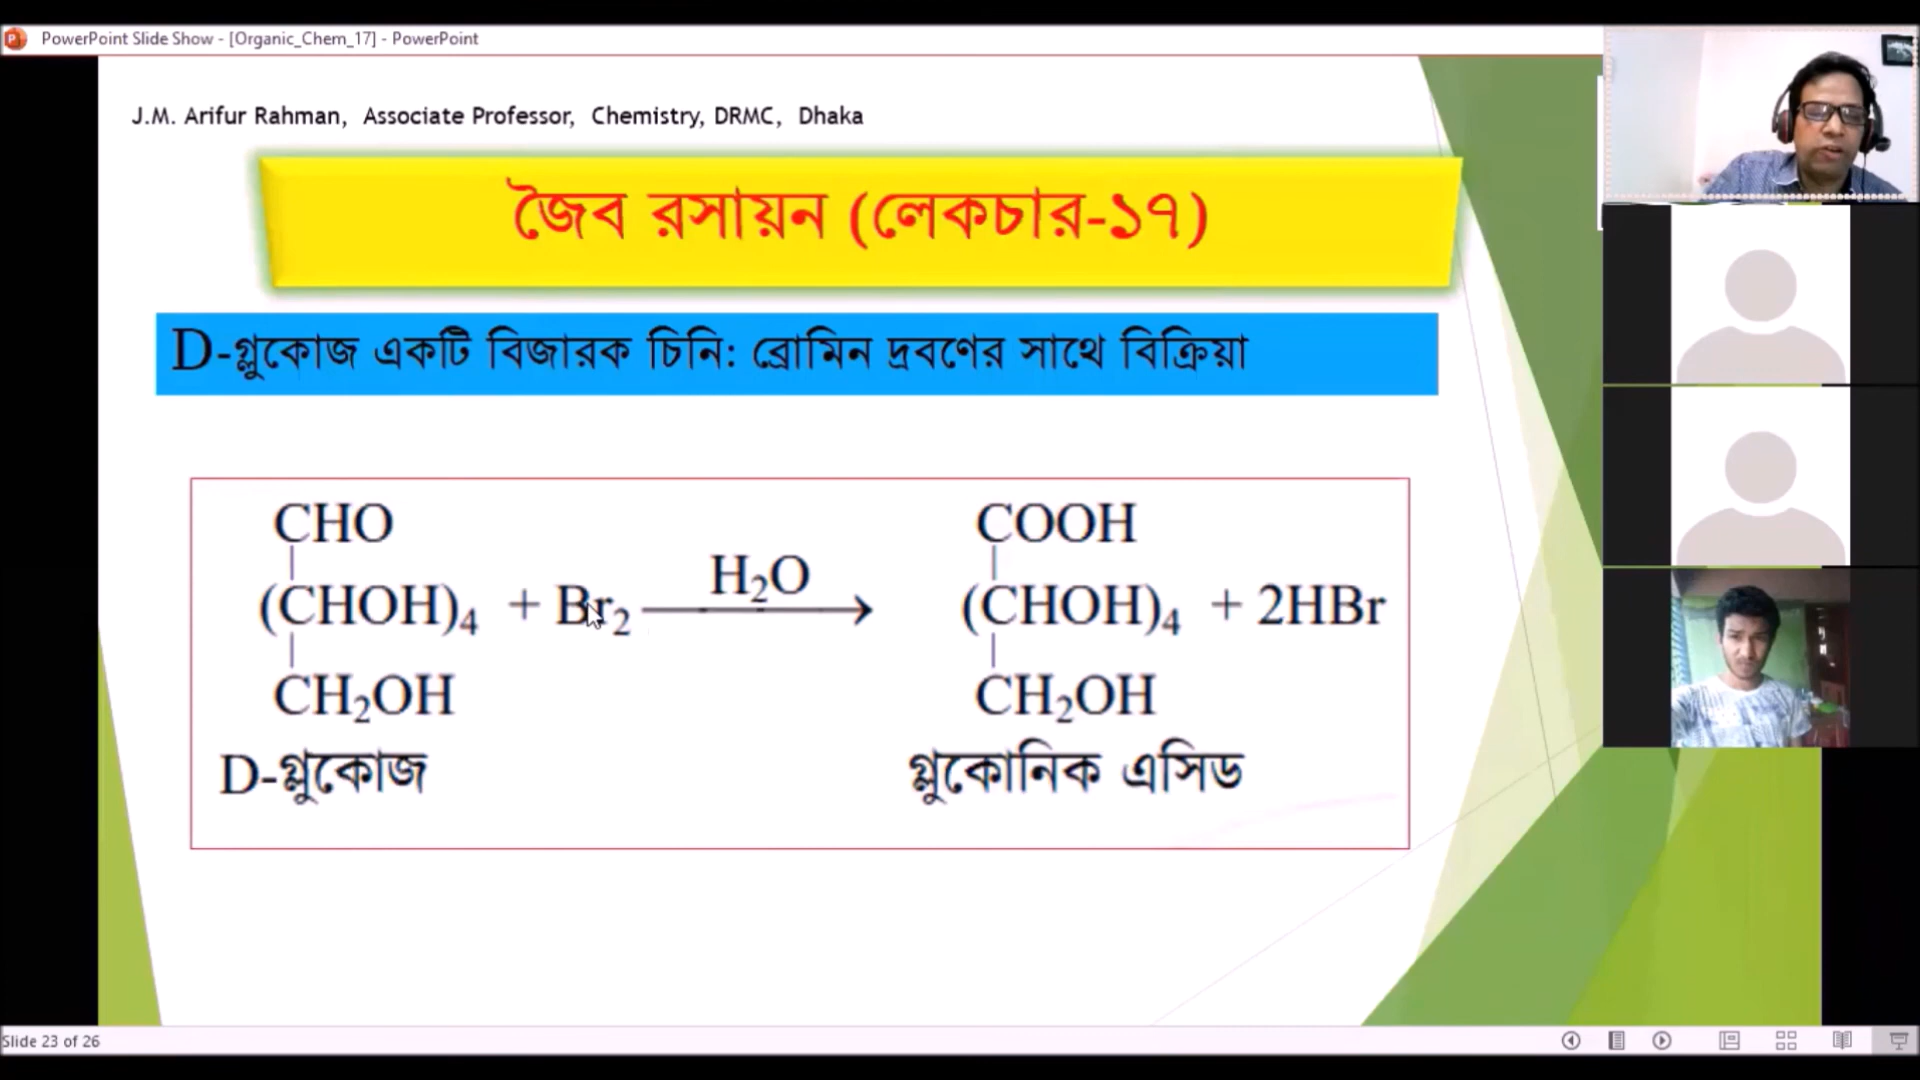 PowerPoint Slide Show - [Organic_Chem_17] - PowerPoint
J.M. Arifur Rahman, Associate Professor, Chemistry, DRMC, Dhaka
জৈব রসায়ন (লেকচার-১৭)
D-গ্লুকোজ একটি বিজারক চিনি: ব্রোমিন দ্রবণের সাথে বিক্রিয়া
CHO
(CHOH)₄ + Br₂
CH₂OH
D-গ্লুকোজ
H₂O
COOH
(CHOH)₄ + 2HBr
CH₂OH
গ্লুকোনিক এসিড
Slide 23 of 26